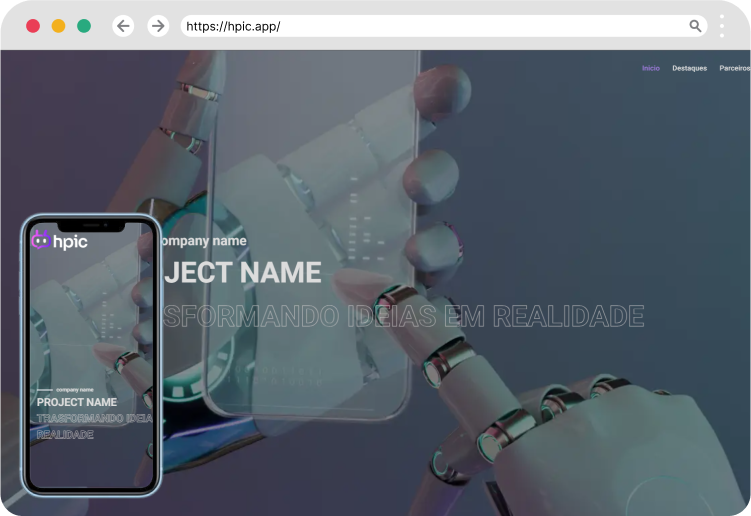 https://hpic.app/
Início
Destaques
Parceiros
ompany name
JECT NAME
SFORMANDO IDEIAS EM REALIDADE
hpic
company name
PROJECT NAME
TRASFORMANDO IDEIA
REALIDADE